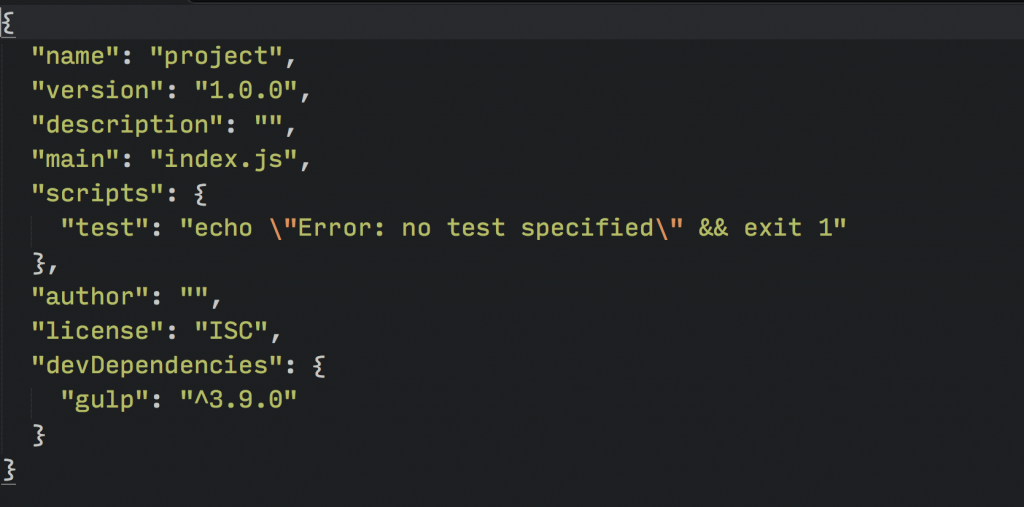 {
  "name": "project",
  "version": "1.0.0",
  "description": "",
  "main": "index.js",
  "scripts": {
    "test": "echo \"Error: no test specified\" && exit 1"
  },
  "author": "",
  "license": "ISC",
  "devDependencies": {
    "gulp": "^3.9.0"
  }
}